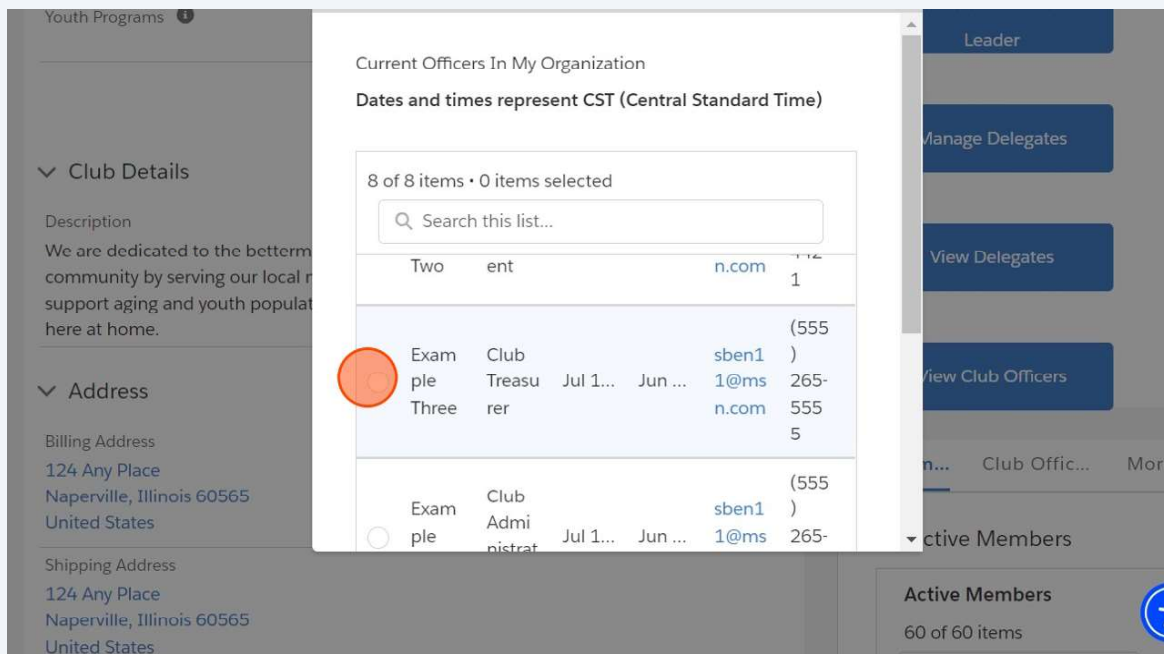 Youth Programs
Club Details
Description
We are dedicated to the betterm
community by serving our local
support aging and youth populat
here at home.
Address
Billing Address
124 Any Place
Naperville, Illinois 60565
United States
Shipping Address
124 Any Place
Naperville, Illinois 60565
United States
Current Officers In My Organization
Dates and times represent CST (Central Standard Time)
8 of 8 items • 0 items selected
Search this list...
Two ent n.com 1
(555
Exam Club sben1 )
ple Treasu Jul 1... Jun ... 1@ms 265-
Three rer n.com 555
5
(555
Exam Club sben1 )
ple Admi Jul 1... Jun ... 1@ms 265-
nistrat
Leader
Manage Delegates
View Delegates
View Club Officers
Club Offic... Mor
ctive Members
Active Members
60 of 60 items